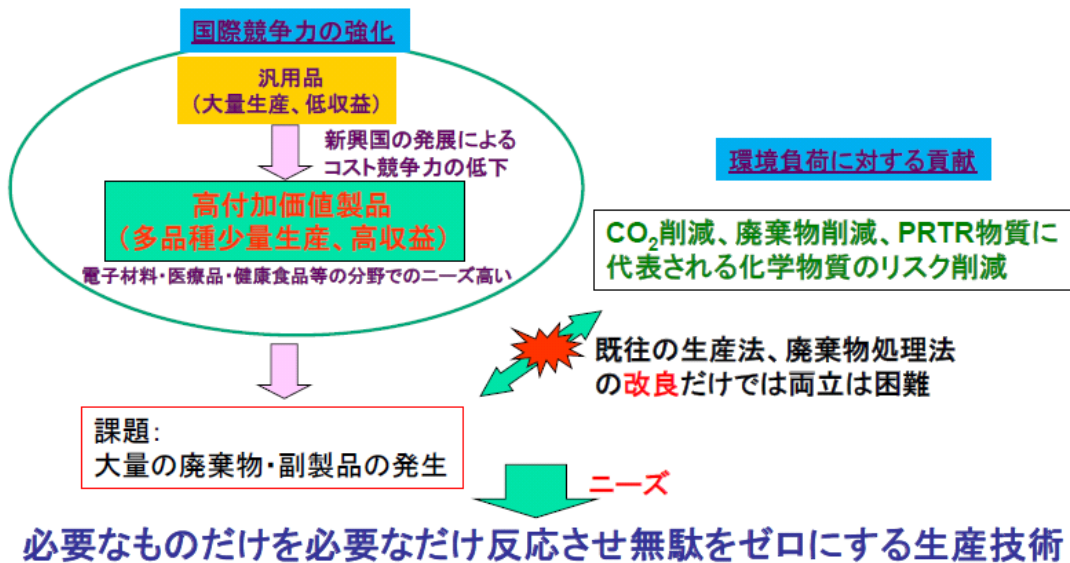 国際競争力の強化
汎用品
(大量生産、低収益)
新興国の発展による
コスト競争力の低下
高付加価値製品
(多品種少量生産、高収益)
電子材料・医療品・健康食品等の分野でのニーズ高い
環境負荷に対する貢献
CO2削減、廃棄物削減、PRTR物質に
代表される化学物質のリスク削減
既往の生産法、廃棄物処理法
の改良だけでは両立は困難
課題:
大量の廃棄物・副製品の発生
ニーズ
必要なものだけを必要なだけ反応させ無駄をゼロにする生産技術